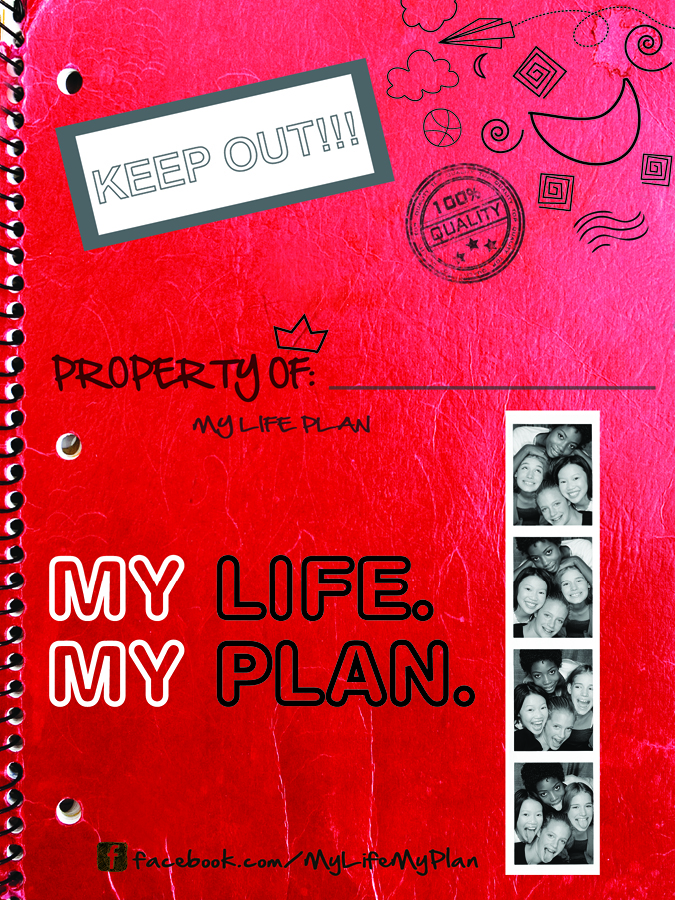 KEEP OUT!!!
100%
QUALITY
PROPERTY OF:
MY LIFE PLAN
MY LIFE.
MY PLAN.
f facebook.com/MyLifeMyPlan